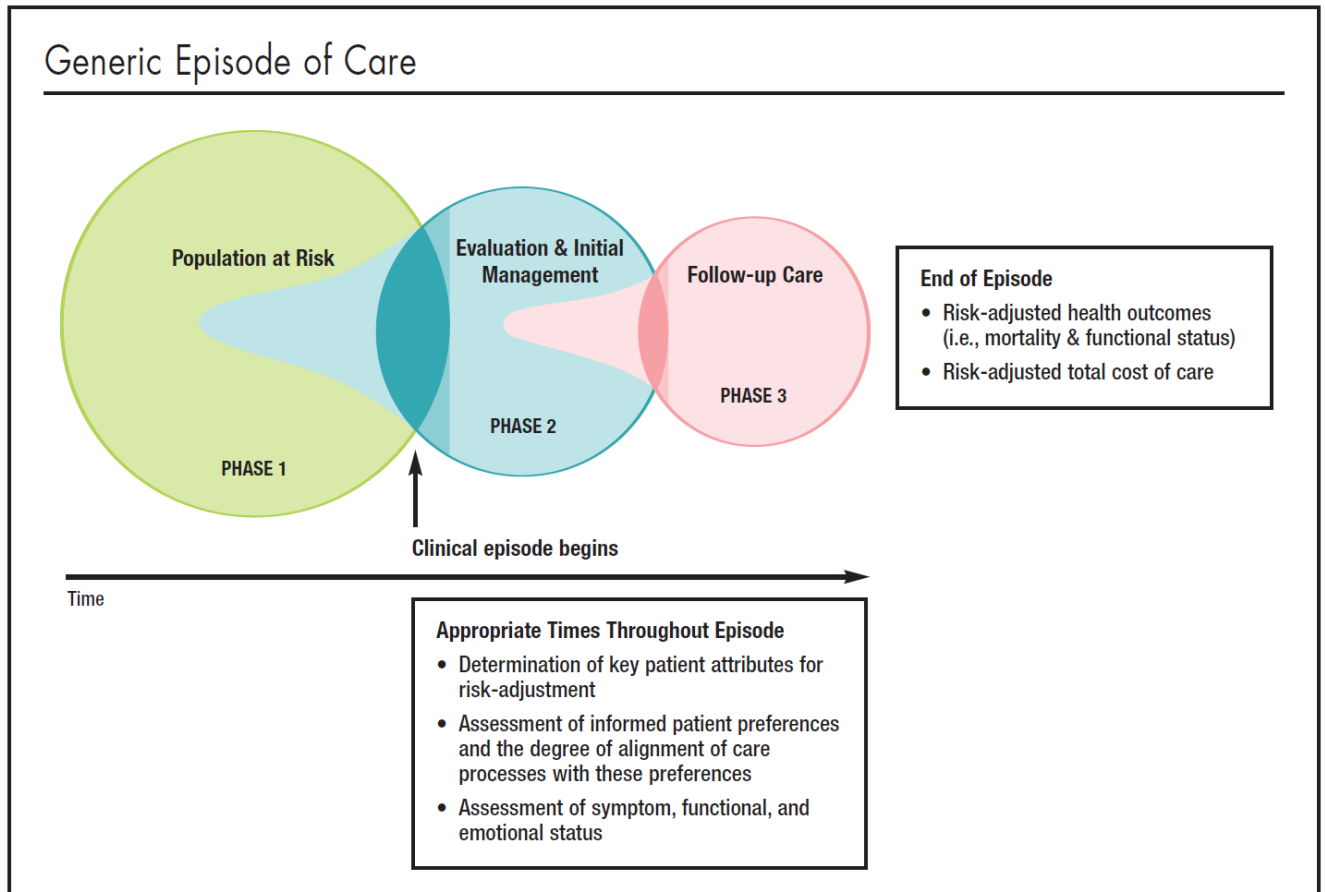 Generic Episode of Care
Population at Risk
PHASE 1
Evaluation & Initial
Management
PHASE 2
Follow-up Care
PHASE 3
End of Episode
• Risk-adjusted health outcomes
(i.e., mortality & functional status)
• Risk-adjusted total cost of care
Clinical episode begins
Time
Appropriate Times Throughout Episode
• Determination of key patient attributes for
risk-adjustment
• Assessment of informed patient preferences
and the degree of alignment of care
processes with these preferences
• Assessment of symptom, functional, and
emotional status